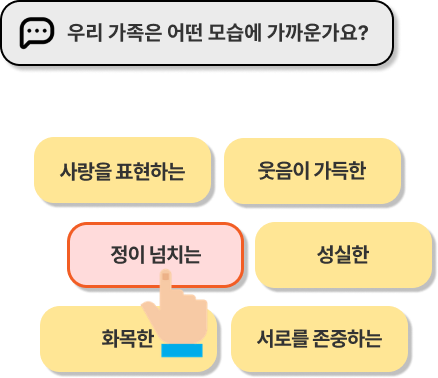 우리 가족은 어떤 모습에 가까운가요?
사랑을 표현하는
웃음이 가득한
정이 넘치는
성실한
화목한
서로를 존중하는